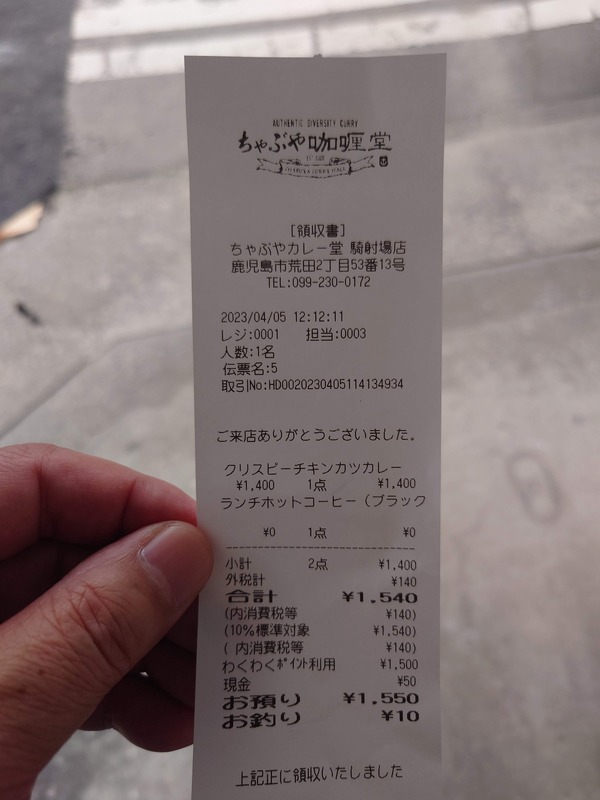 AUTHENTIC DIVERSITY CURRY
ちゃぶや咖喱堂
[領収書]
ちゃぶやカレー堂 騎射場店
鹿児島市荒田2丁目53番13号
TEL:099-230-0172
2023/04/05 12:12:11
レジ:0001 担当:0003
人数:1名
伝票名:5
取引No:HD0020230405114134934
ご来店ありがとうございました。
クリスピーチキンカツカレー
¥1,400 1点 ¥1,400
ランチホットコーヒー(ブラック
¥0 1点 ¥0
小計 2点 ¥1,400
外税計 ¥140
合計 ¥1,540
(内消費税等 ¥140)
(10%標準対象 ¥1,540)
( 内消費税等 ¥140)
わくわくポイント利用 ¥1,500
現金 ¥50
お預り ¥1,550
お釣り ¥10
上記正に領収いたしました